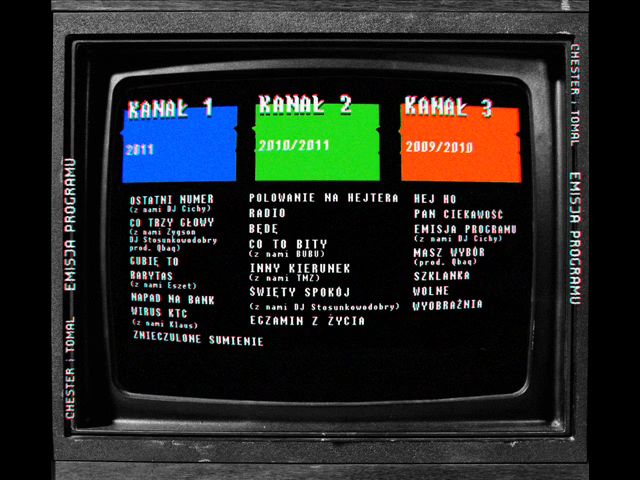 KANAŁ 1
2011
OSTATNI NUMER
(z nami DJ Cichy)
CO TRZY GŁOWY
(z nami Zygson
DJ Stosunkowodobry
prod. Qbaq)
GUBIĘ TO
BARYTAS
(z nami Eszet)
NAPAD NA BANK
WIRUS KTC
(z nami Klaus)
ZNIECZULONE SUMIENIE
KANAŁ 2
2010/2011
POLOWANIE NA HEJTERA
RADIO
BĘDĘ
CO TO BITY
(z nami BUBU)
INNY KIERUNEK
(z nami TMZ)
ŚWIĘTY SPOKÓJ
(z nami DJ Stosunkowodobry)
EGZAMIN Z ŻYCIA
KANAŁ 3
2009/2010
HEJ HO
PAN CIEKAWOŚĆ
EMISJA PROGRAMU
(z nami DJ Cichy)
MASZ WYBÓR
(prod. Qbaq)
SZKLANKA
WOLNE
WYOBRAŹNIA
CHESTER i TOMAL — EMISJA PROGRAMU
CHESTER i TOMAL — EMISJA PROGRAMU